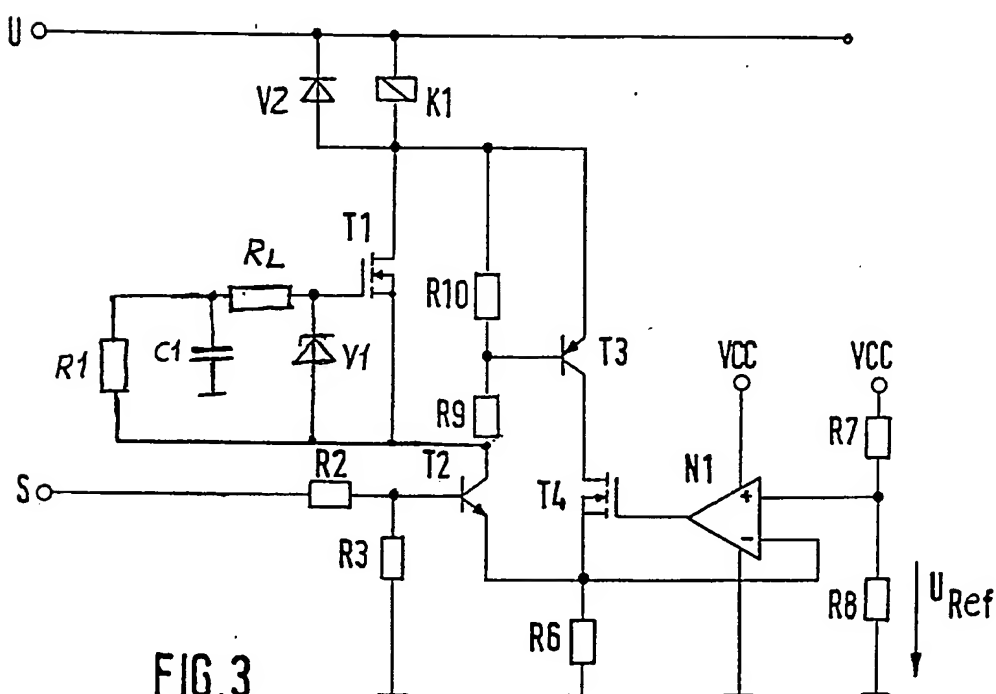 U
V2
K1
T1
RL
R10
C1
V1
R1
T3
VCC
VCC
R9
R7
R2
T2
N1
S
T4
+
-
R3
R8
URef
R6
FIG.3